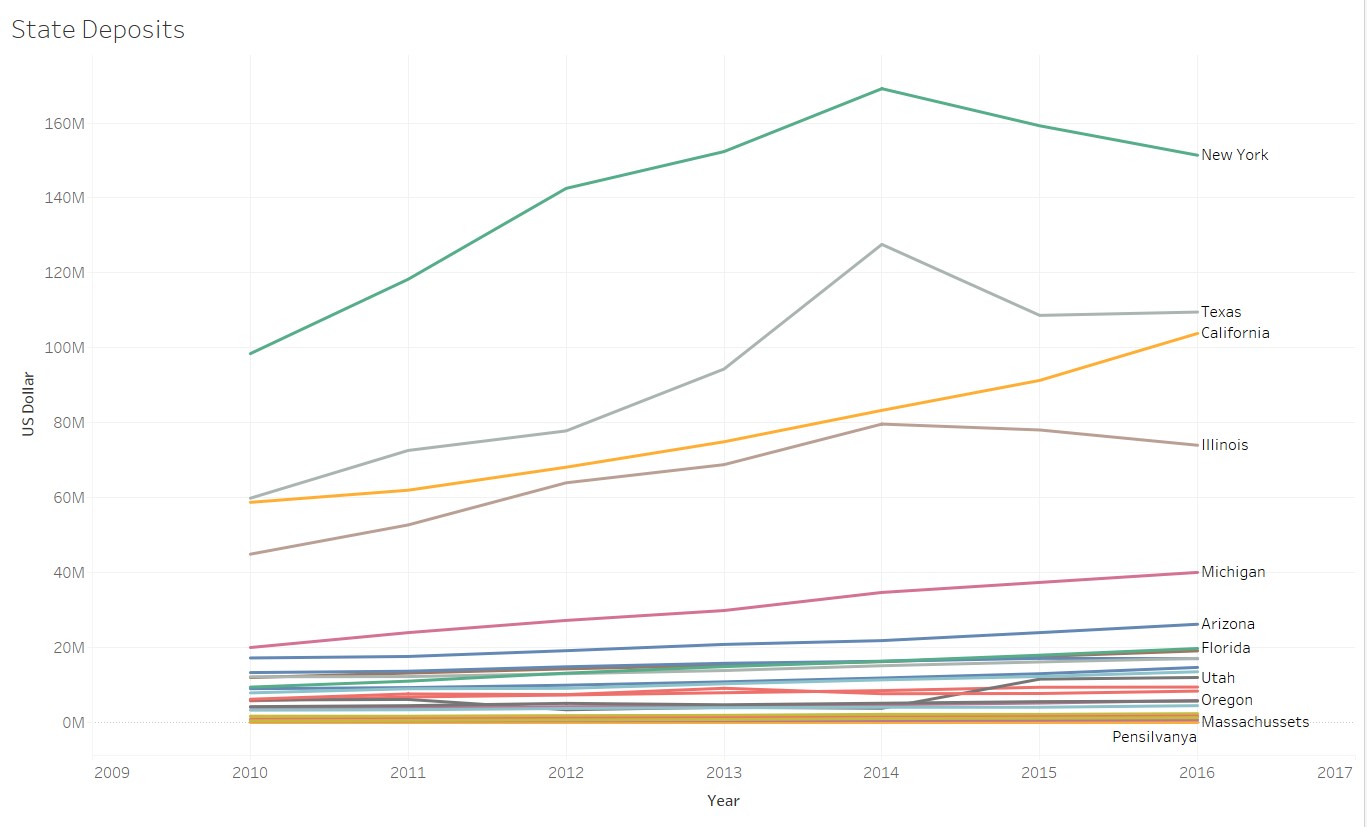 State Deposits
160M
140M
120M
100M
80M
60M
40M
20M
0M
US Dollar
New York
Texas
California
Illinois
Michigan
Arizona
Florida
Utah
Oregon
Massachussets
Pensilvanya
2009 2010 2011 2012 2013 2014 2015 2016 2017
Year